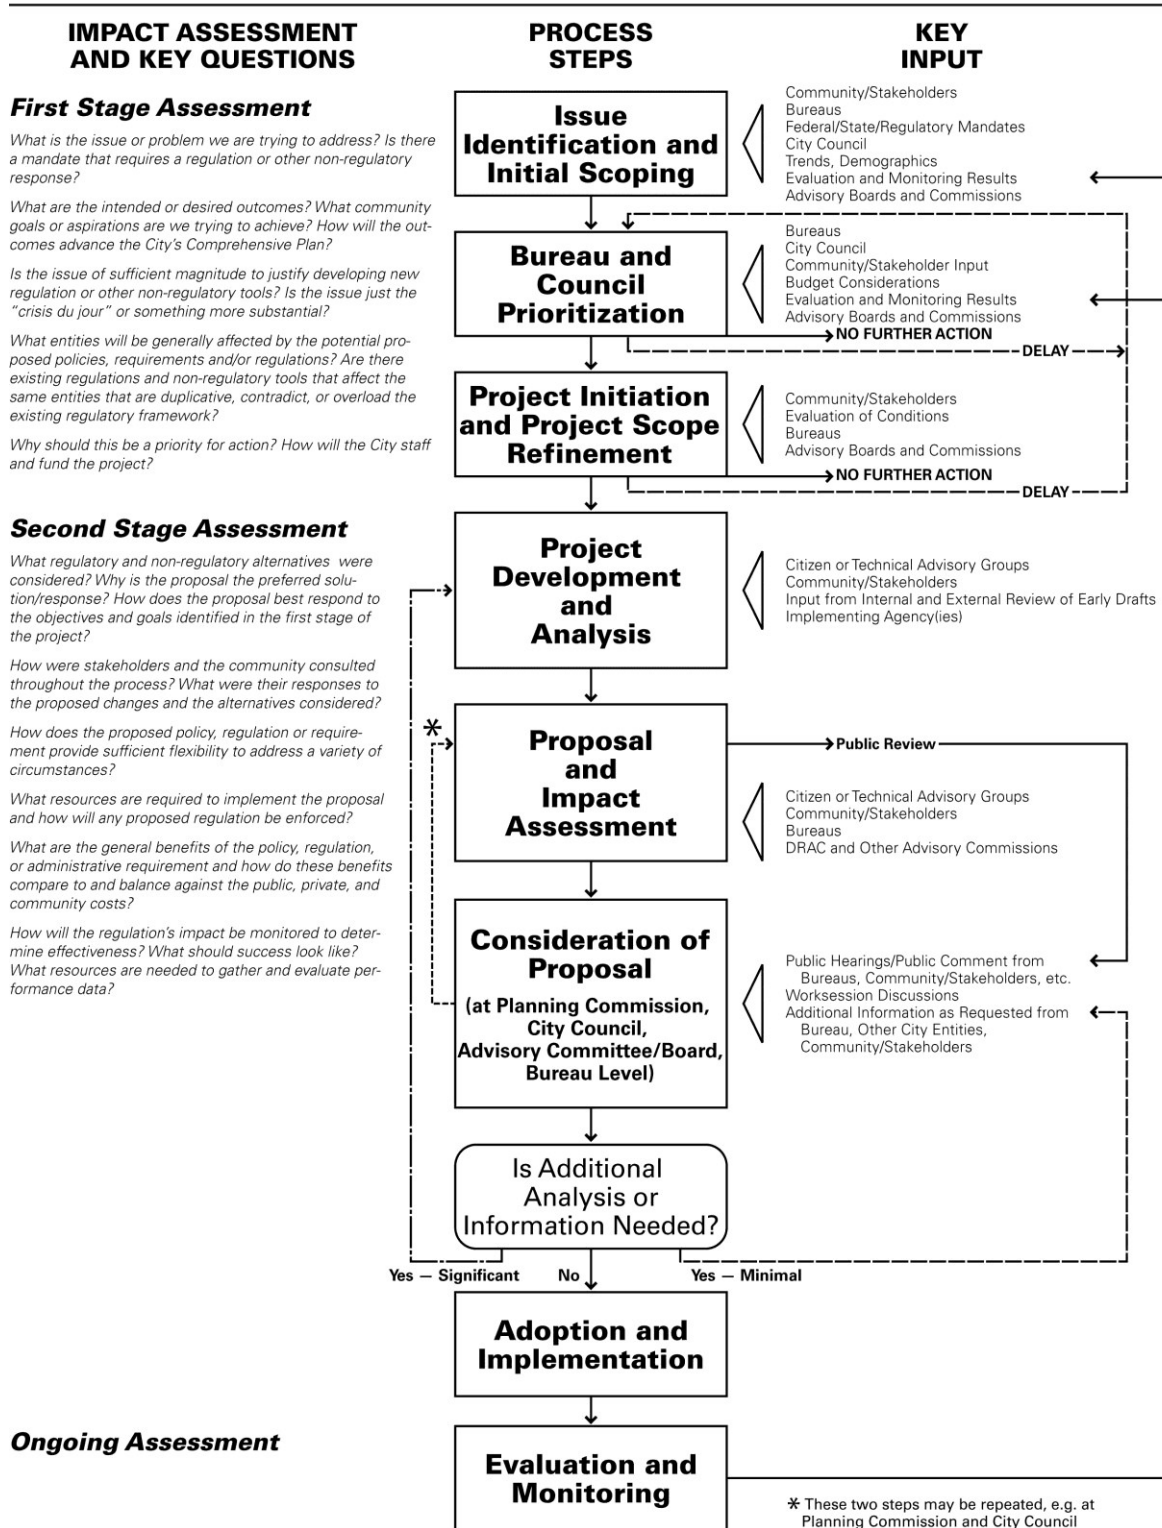 IMPACT ASSESSMENT
AND KEY QUESTIONS
PROCESS
STEPS
KEY
INPUT
First Stage Assessment
What is the issue or problem we are trying to address? Is there
a mandate that requires a regulation or other non-regulatory
response?
What are the intended or desired outcomes? What community
goals or aspirations are we trying to achieve? How will the out-
comes advance the City's Comprehensive Plan?
Is the issue of sufficient magnitude to justify developing new
regulation or other non-regulatory tools? Is the issue just the
"crisis du jour" or something more substantial?
What entities will be generally affected by the potential pro-
posed policies, requirements and/or regulations? Are there
existing regulations and non-regulatory tools that affect the
same entities that are duplicative, contradict, or overload the
existing regulatory framework?
Why should this be a priority for action? How will the City staff
and fund the project?
Issue
Identification and
Initial Scoping
Community/Stakeholders
Bureaus
Federal/State/Regulatory Mandates
City Council
Trends, Demographics
Evaluation and Monitoring Results
Advisory Boards and Commissions
Bureau and
Council
Prioritization
Bureaus
City Council
Community/Stakeholder Input
Budget Considerations
Evaluation and Monitoring Results
Advisory Boards and Commissions
NO FURTHER ACTION
DELAY
Project Initiation
and Project Scope
Refinement
Community/Stakeholders
Evaluation of Conditions
Bureaus
Advisory Boards and Commissions
NO FURTHER ACTION
DELAY
Second Stage Assessment
What regulatory and non-regulatory alternatives were
considered? Why is the proposal the preferred solu-
tion/response? How does the proposal best respond to
the objectives and goals identified in the first stage of
the project?
How were stakeholders and the community consulted
throughout the process? What were their responses to
the proposed changes and the alternatives considered?
How does the proposed policy, regulation or require-
ment provide sufficient flexibility to address a variety of
circumstances?
What resources are required to implement the proposal
and how will any proposed regulation be enforced?
What are the general benefits of the policy, regulation,
or administrative requirement and how do these benefits
compare to and balance against the public, private, and
community costs?
How will the regulation's impact be monitored to deter-
mine effectiveness? What should success look like?
What resources are needed to gather and evaluate per-
formance data?
Project
Development
and
Analysis
Citizen or Technical Advisory Groups
Community/Stakeholders
Input from Internal and External Review of Early Drafts
Implementing Agency(ies)
*
Proposal
and
Impact
Assessment
Public Review
Citizen or Technical Advisory Groups
Community/Stakeholders
Bureaus
DRAC and Other Advisory Commissions
Consideration of
Proposal
(at Planning Commission,
City Council,
Advisory Committee/Board,
Bureau Level)
Public Hearings/Public Comment from
Bureaus, Community/Stakeholders, etc.
Worksession Discussions
Additional Information as Requested from
Bureau, Other City Entities,
Community/Stakeholders
Is Additional
Analysis or
Information Needed?
Yes — Significant
No
Yes — Minimal
Adoption and
Implementation
Ongoing Assessment
Evaluation and
Monitoring
* These two steps may be repeated, e.g. at
Planning Commission and City Council